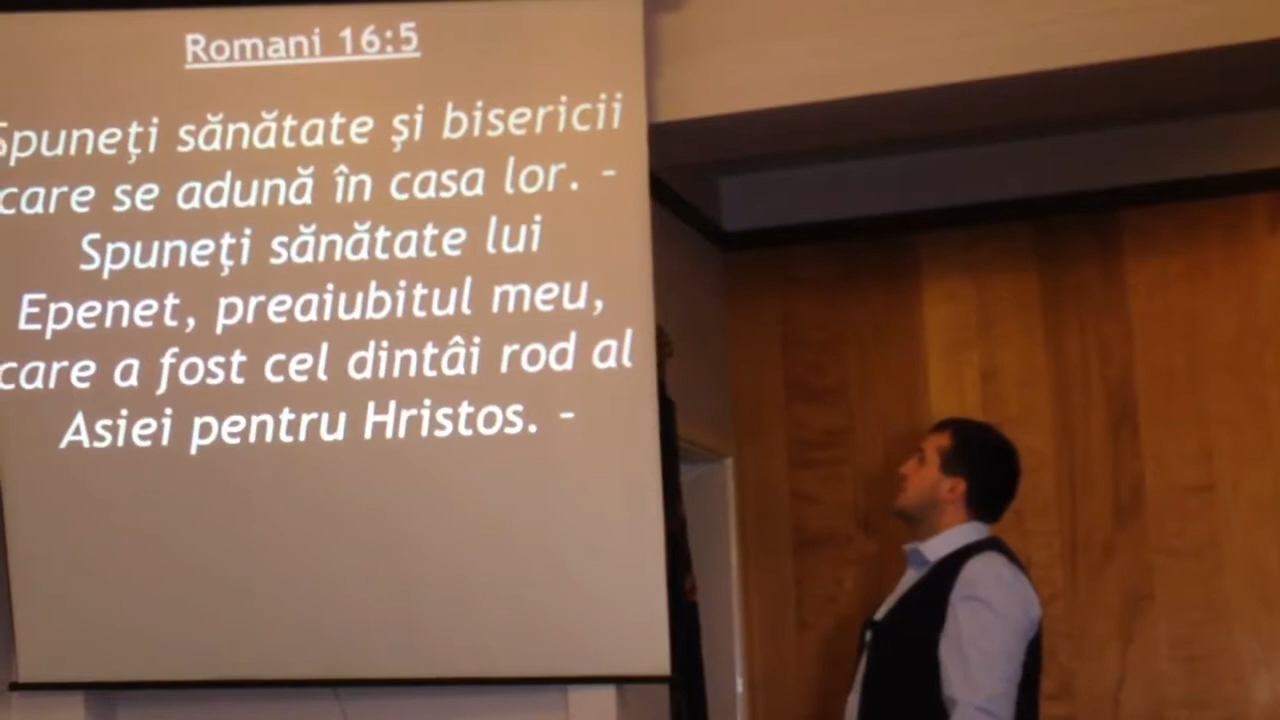 Romani 16:5
Spuneţi sănătate şi bisericii
care se adună în casa lor. -
Spuneţi sănătate lui
Epenet, preaiubitul meu,
care a fost cel dintâi rod al
Asiei pentru Hristos. -